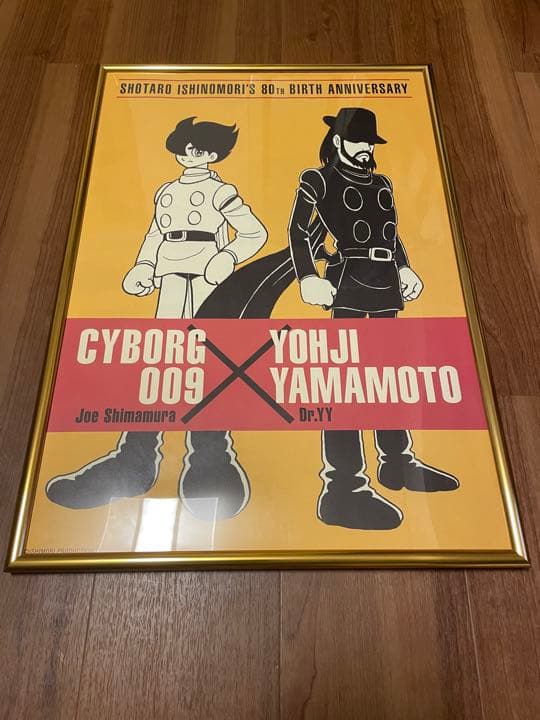 SHOTARO ISHINOMORI'S 80TH BIRTH ANNIVERSARY
CYBORG 009
X
YOHJI YAMAMOTO
Joe Shimamura
Dr.YY